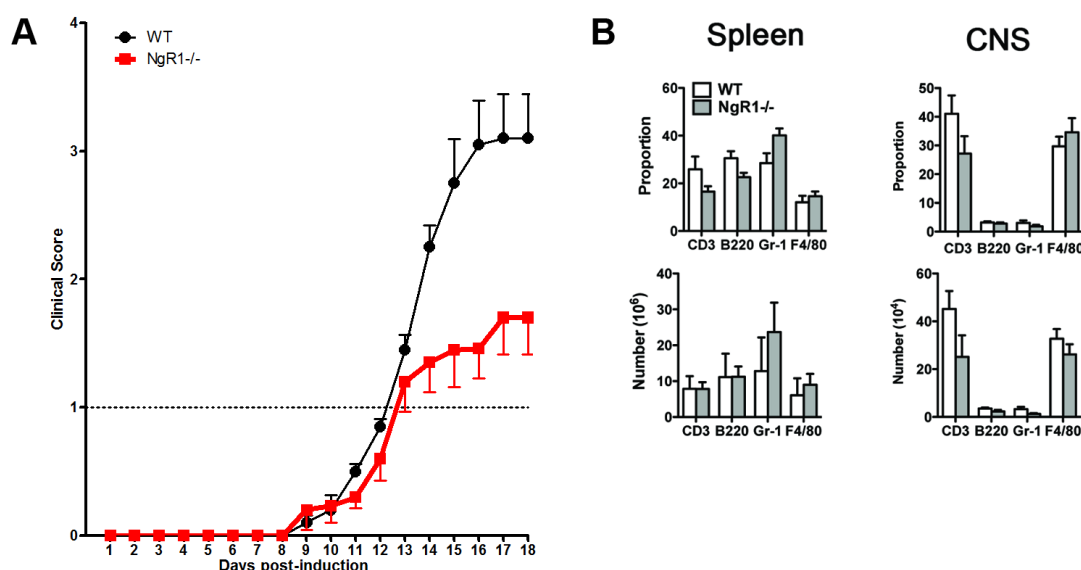 A
4
WT
NgR1-/-
3
2
1
0
Clinical Score
1 2 3 4 5 6 7 8 9 10 11 12 13 14 15 16 17 18
Days post-induction
B
Spleen
CNS
WT
NgR1-/-
Proportion
60
40
20
0
CD3 B220 Gr-1 F4/80
Proportion
50
40
30
20
10
0
CD3 B220 Gr-1 F4/80
Number (10⁶)
40
30
20
10
0
CD3 B220 Gr-1 F4/80
Number (10⁴)
60
40
20
0
CD3 B220 Gr-1 F4/80